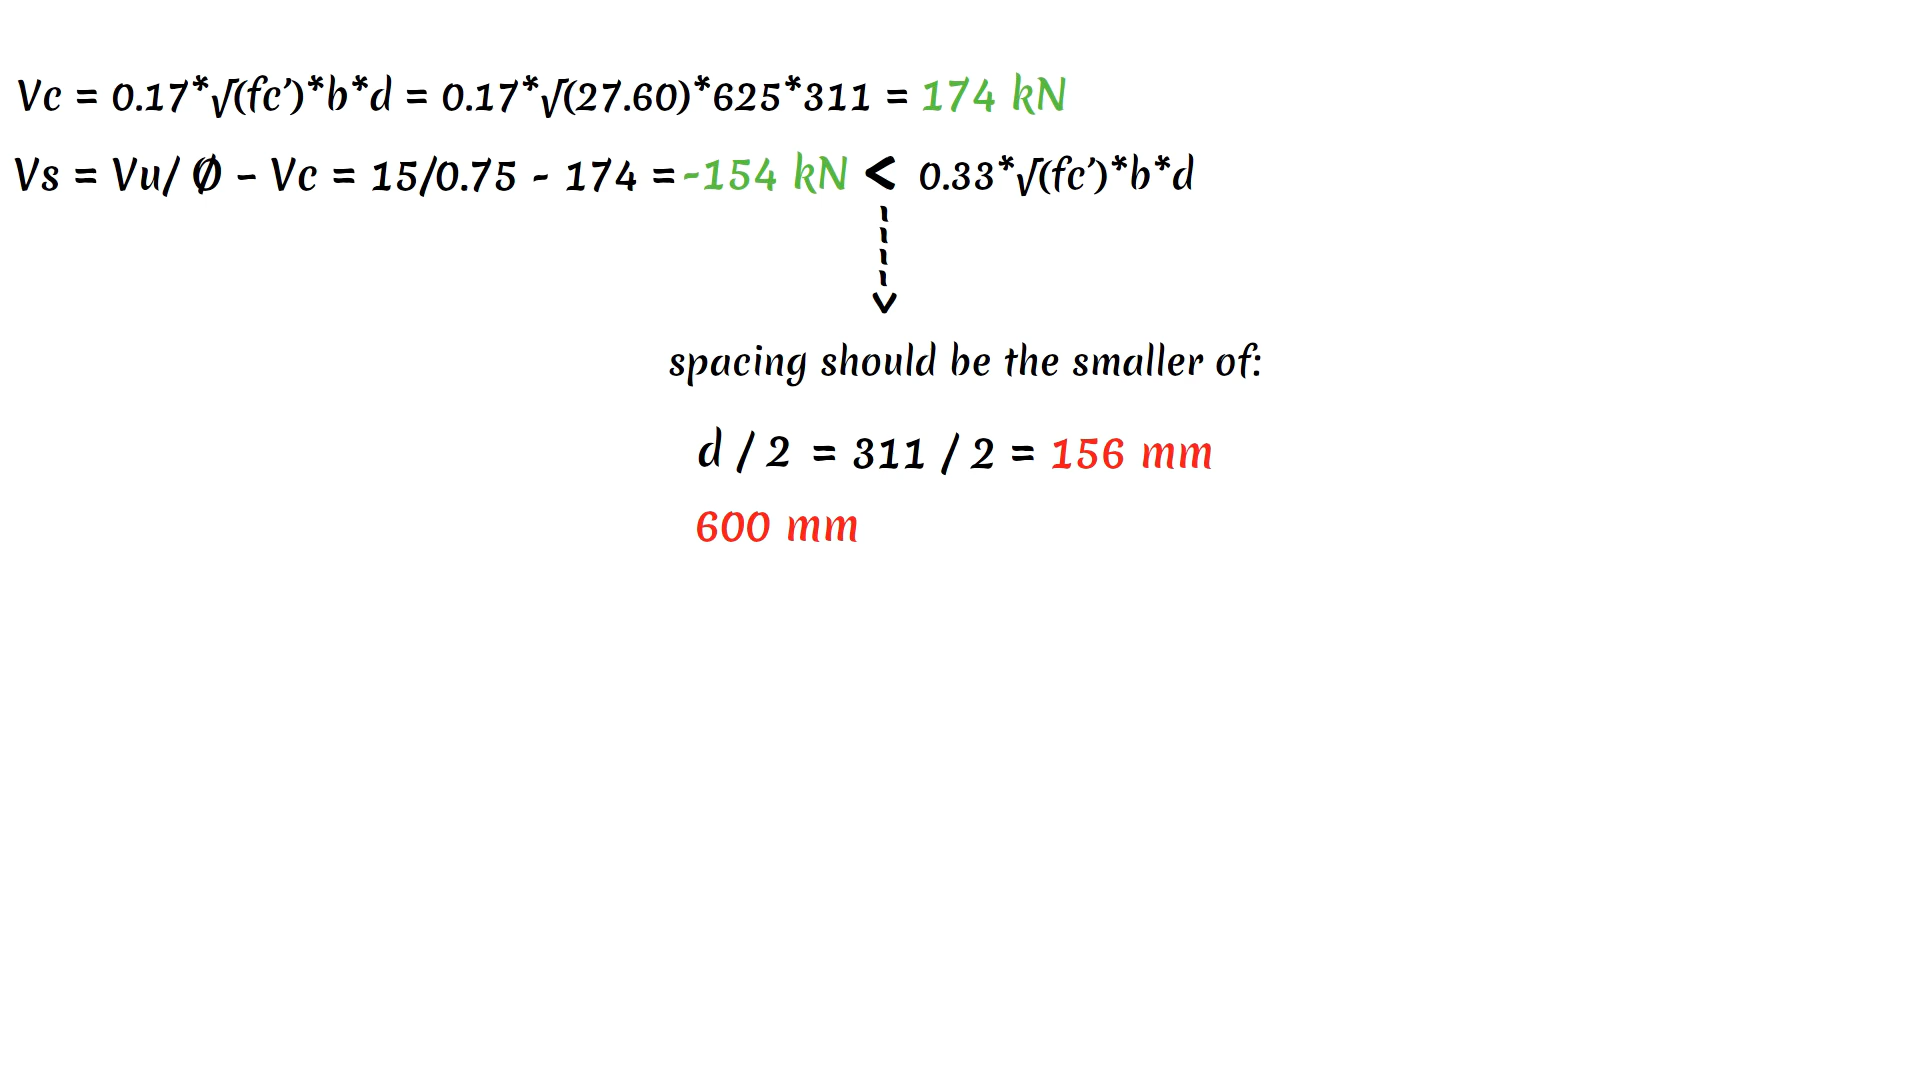 Vc = 0.17*√(fc’)*b*d = 0.17*√(27.60)*625*311 = 174 kN
Vs = Vu/ Ø – Vc = 15/0.75 - 174 = -154 kN < 0.33*√(fc’)*b*d
spacing should be the smaller of:
d / 2 = 311 / 2 = 156 mm
600 mm